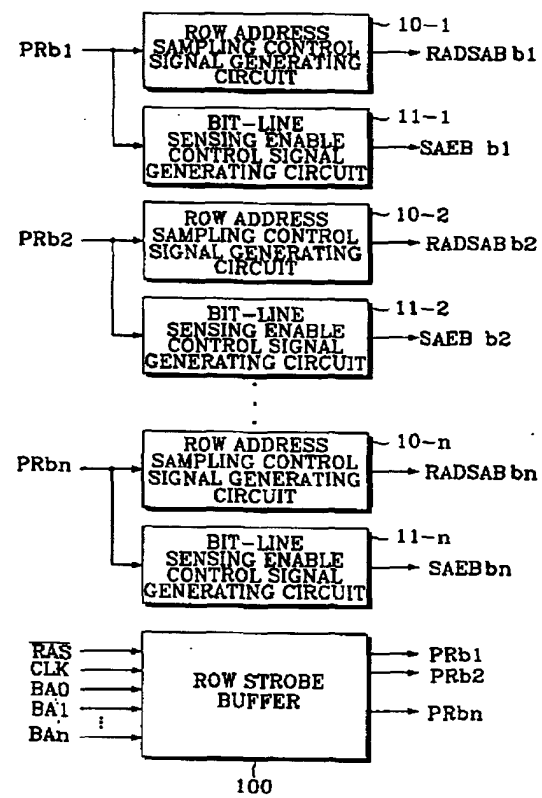 10-1
PRb1
ROW ADDRESS
SAMPLING CONTROL
SIGNAL GENERATING
CIRCUIT
RADSAB b1
11-1
BIT-LINE
SENSING ENABLE
CONTROL SIGNAL
GENERATING CIRCUIT
SAEB b1
10-2
PRb2
ROW ADDRESS
SAMPLING CONTROL
SIGNAL GENERATING
CIRCUIT
RADSAB b2
11-2
BIT-LINE
SENSING ENABLE
CONTROL SIGNAL
GENERATING CIRCUIT
SAEB b2
10-n
PRbn
ROW ADDRESS
SAMPLING CONTROL
SIGNAL GENERATING
CIRCUIT
RADSAB bn
11-n
BIT-LINE
SENSING ENABLE
CONTROL SIGNAL
GENERATING CIRCUIT
SAEB bn
RAS
CLK
BA0
BA1
BAn
ROW STROBE
BUFFER
PRb1
PRb2
PRbn
100